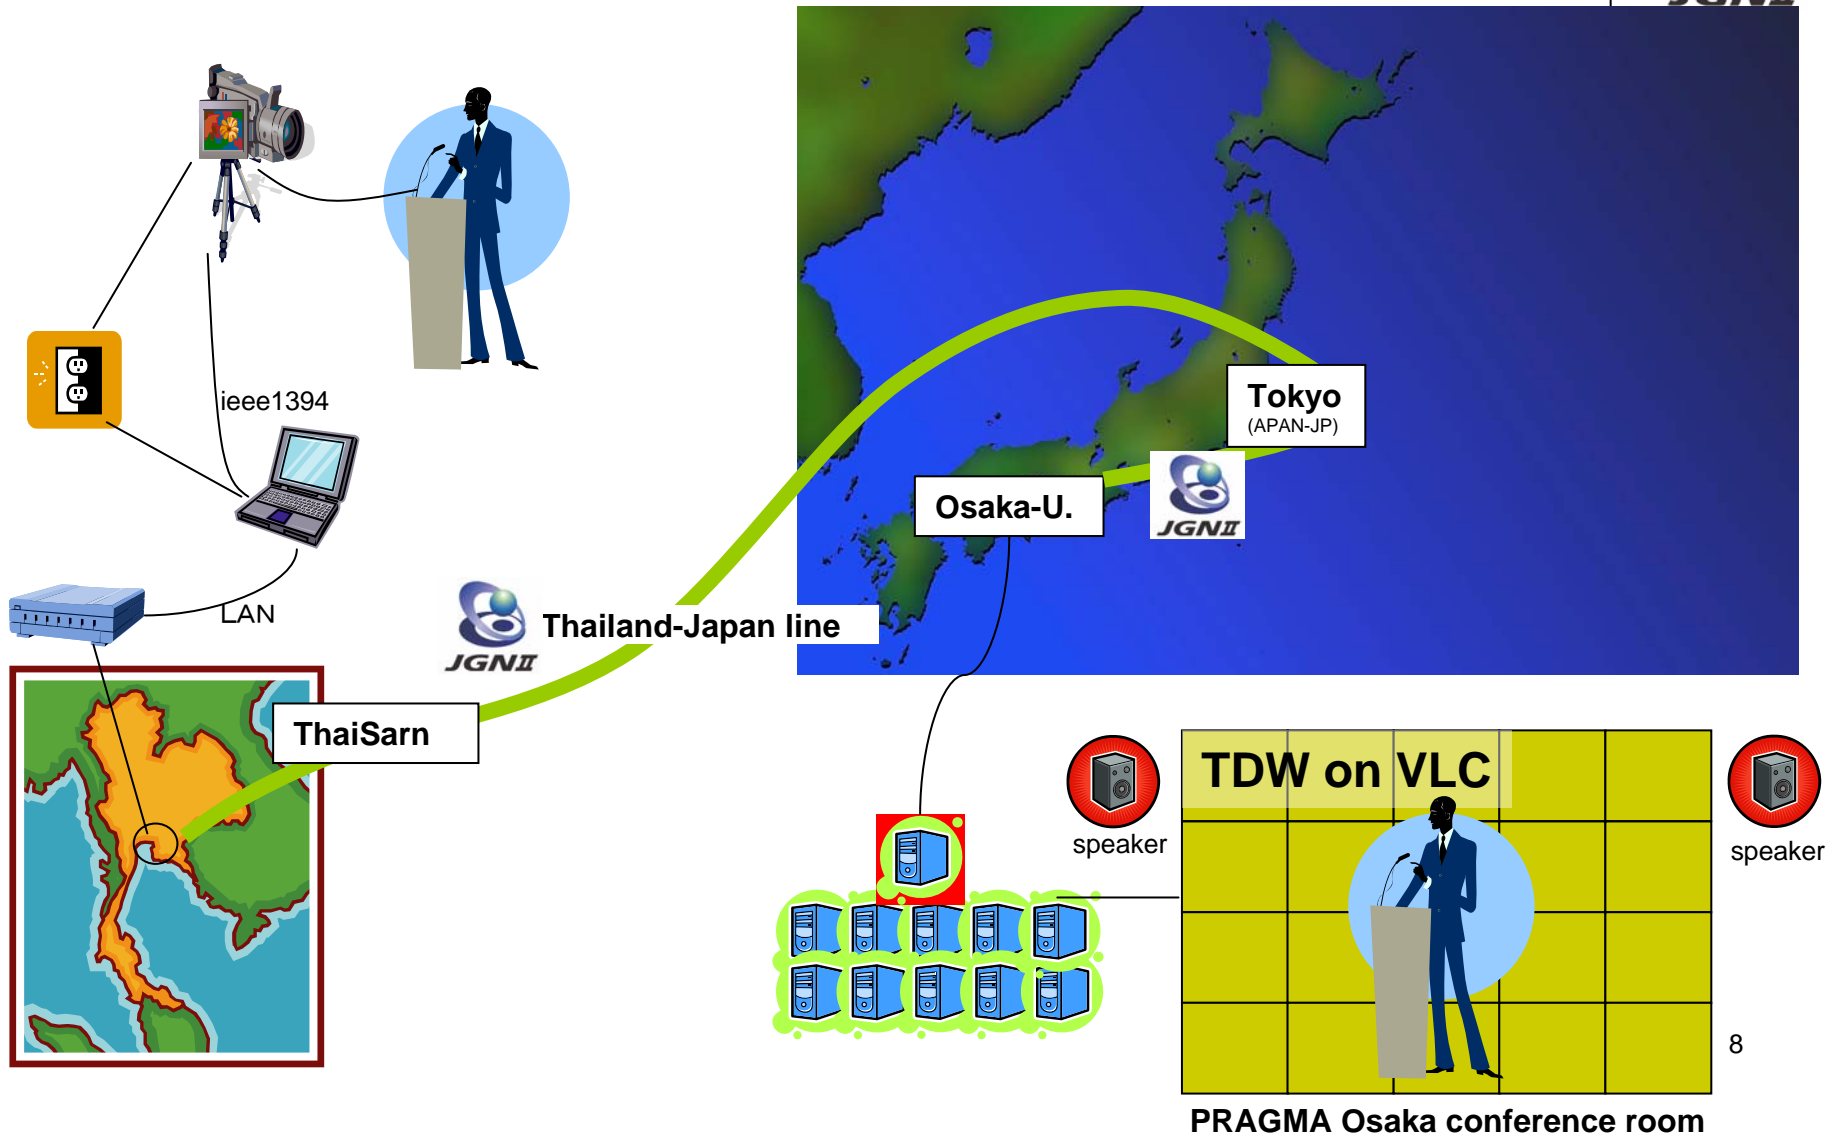 JGNII
ieee1394
Tokyo
(APAN-JP)
Osaka-U.
JGNII
LAN
Thailand-Japan line
JGNII
ThaiSarn
TDW on VLC
speaker
speaker
8
PRAGMA Osaka conference room